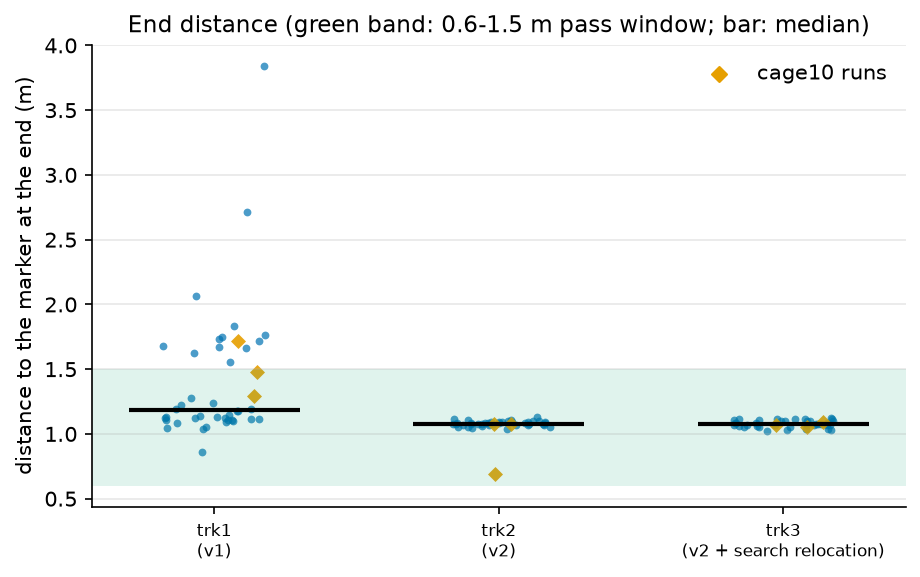 End distance (green band: 0.6-1.5 m pass window; bar: median)
distance to the marker at the end (m)
4.0
3.5
3.0
2.5
2.0
1.5
1.0
0.5
cage10 runs
trk1
(v1)
trk2
(v2)
trk3
(v2 + search relocation)